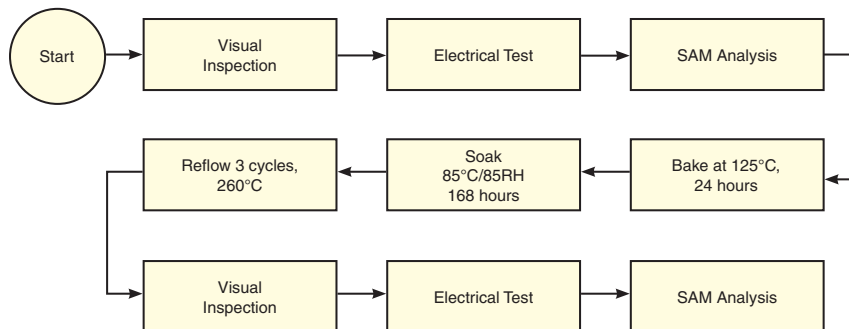 Start
Visual
Inspection
Electrical Test
SAM Analysis
Reflow 3 cycles,
260°C
Soak
85°C/85RH
168 hours
Bake at 125°C,
24 hours
Visual
Inspection
Electrical Test
SAM Analysis